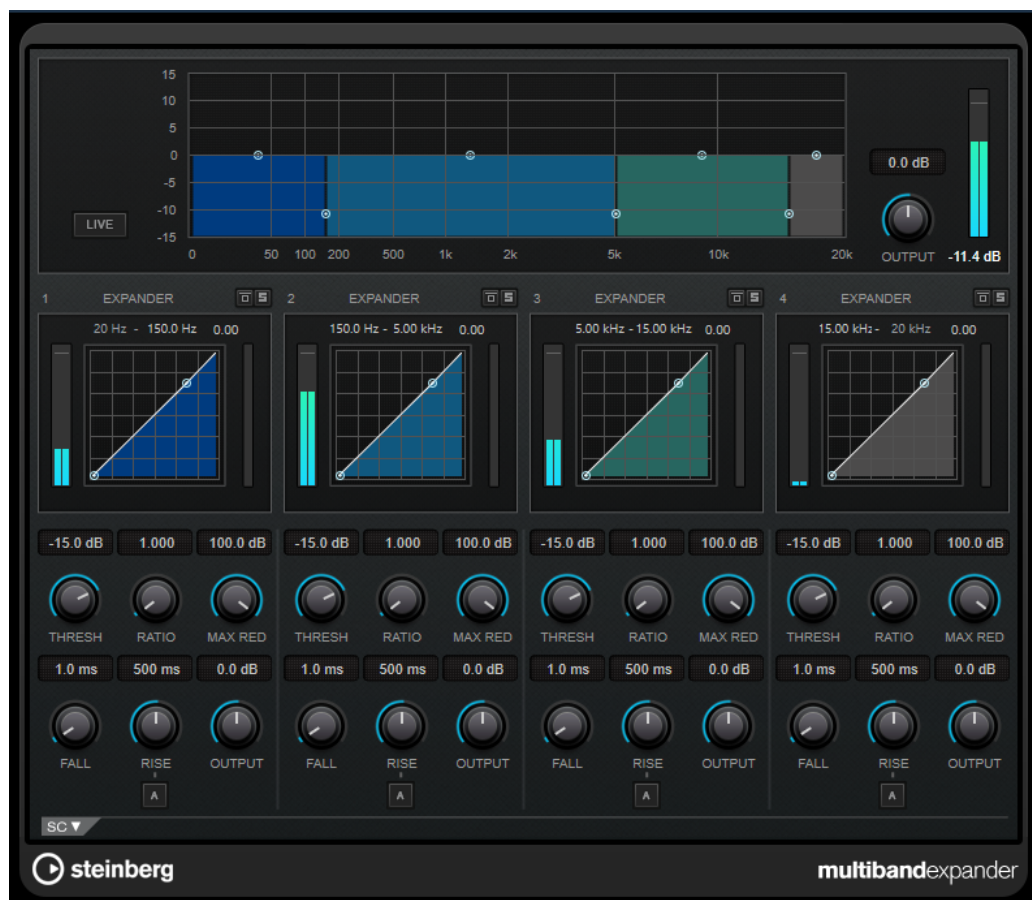 15
10
5
0
-5
-10
-15
LIVE
0 50 100 200 500 1k 2k 5k 10k 20k
0.0 dB
OUTPUT -11.4 dB
1 EXPANDER S 2 EXPANDER S 3 EXPANDER S 4 EXPANDER S
20 Hz - 150.0 Hz 0.00 150.0 Hz - 5.00 kHz 0.00 5.00 kHz - 15.00 kHz 0.00 15.00 kHz - 20 kHz 0.00
-15.0 dB 1.000 100.0 dB -15.0 dB 1.000 100.0 dB -15.0 dB 1.000 100.0 dB -15.0 dB 1.000 100.0 dB
THRESH RATIO MAX RED THRESH RATIO MAX RED THRESH RATIO MAX RED THRESH RATIO MAX RED
1.0 ms 500 ms 0.0 dB 1.0 ms 500 ms 0.0 dB 1.0 ms 500 ms 0.0 dB 1.0 ms 500 ms 0.0 dB
FALL RISE OUTPUT FALL RISE OUTPUT FALL RISE OUTPUT FALL RISE OUTPUT
A A A A
SC ▼
steinberg multibandexpander